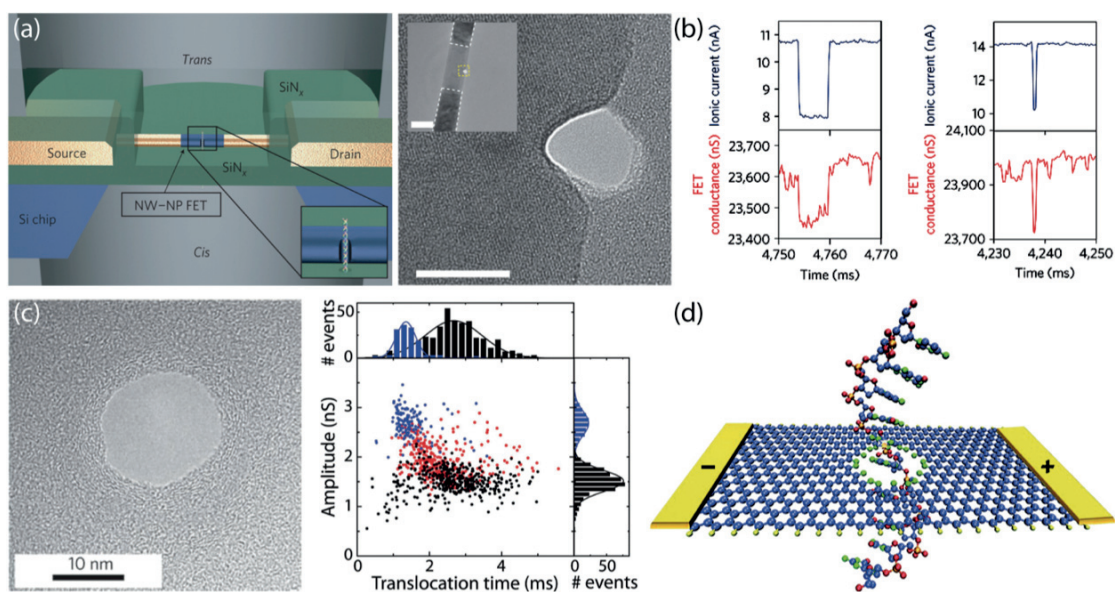 (a)
Trans
SiNx
Source
Drain
SiNx
NW–NP FET
Si chip
Cis
(b)
Ionic current (nA)
11
10
9
8
FET
conductance (nS)
23,700
23,600
23,500
23,400
4,750 4,760 4,770
Time (ms)
Ionic current (nA)
14
12
10
FET
conductance (nS)
24,100
23,900
23,700
4,230 4,240 4,250
Time (ms)
(c)
10 nm
# events
50
0
Amplitude (nS)
3
2
1
0
0 2 4
Translocation time (ms)
0 50
# events
(d)
–
+